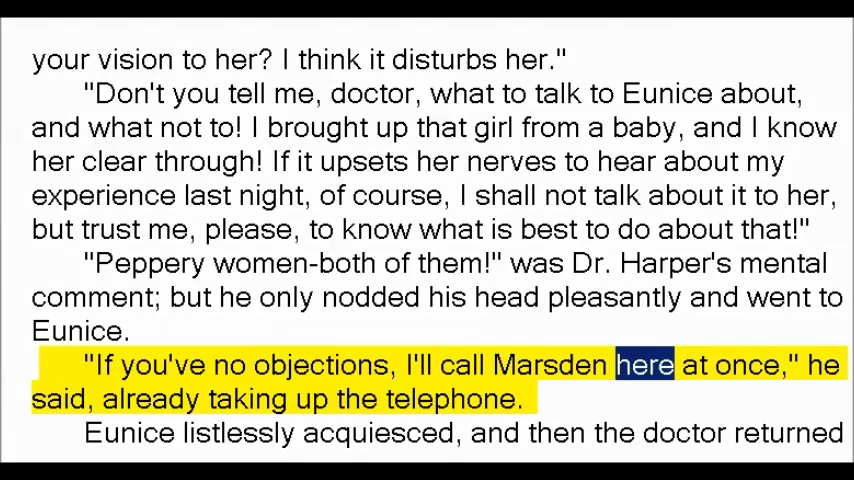 your vision to her? I think it disturbs her."
"Don't you tell me, doctor, what to talk to Eunice about,
and what not to! I brought up that girl from a baby, and I know
her clear through! If it upsets her nerves to hear about my
experience last night, of course, I shall not talk about it to her,
but trust me, please, to know what is best to do about that!"
"Peppery women-both of them!" was Dr. Harper's mental
comment; but he only nodded his head pleasantly and went to
Eunice.
"If you've no objections, I'll call Marsden here at once," he
said, already taking up the telephone.
Eunice listlessly acquiesced, and then the doctor returned